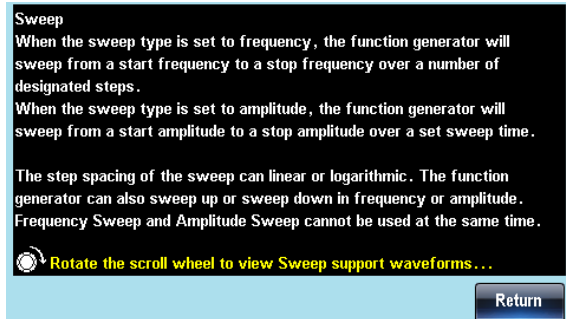 Sweep
When the sweep type is set to frequency, the function generator will
sweep from a start frequency to a stop frequency over a number of
designated steps.
When the sweep type is set to amplitude, the function generator will
sweep from a start amplitude to a stop amplitude over a set sweep time.
The step spacing of the sweep can linear or logarithmic. The function
generator can also sweep up or sweep down in frequency or amplitude.
Frequency Sweep and Amplitude Sweep cannot be used at the same time.
Rotate the scroll wheel to view Sweep support waveforms...
Return